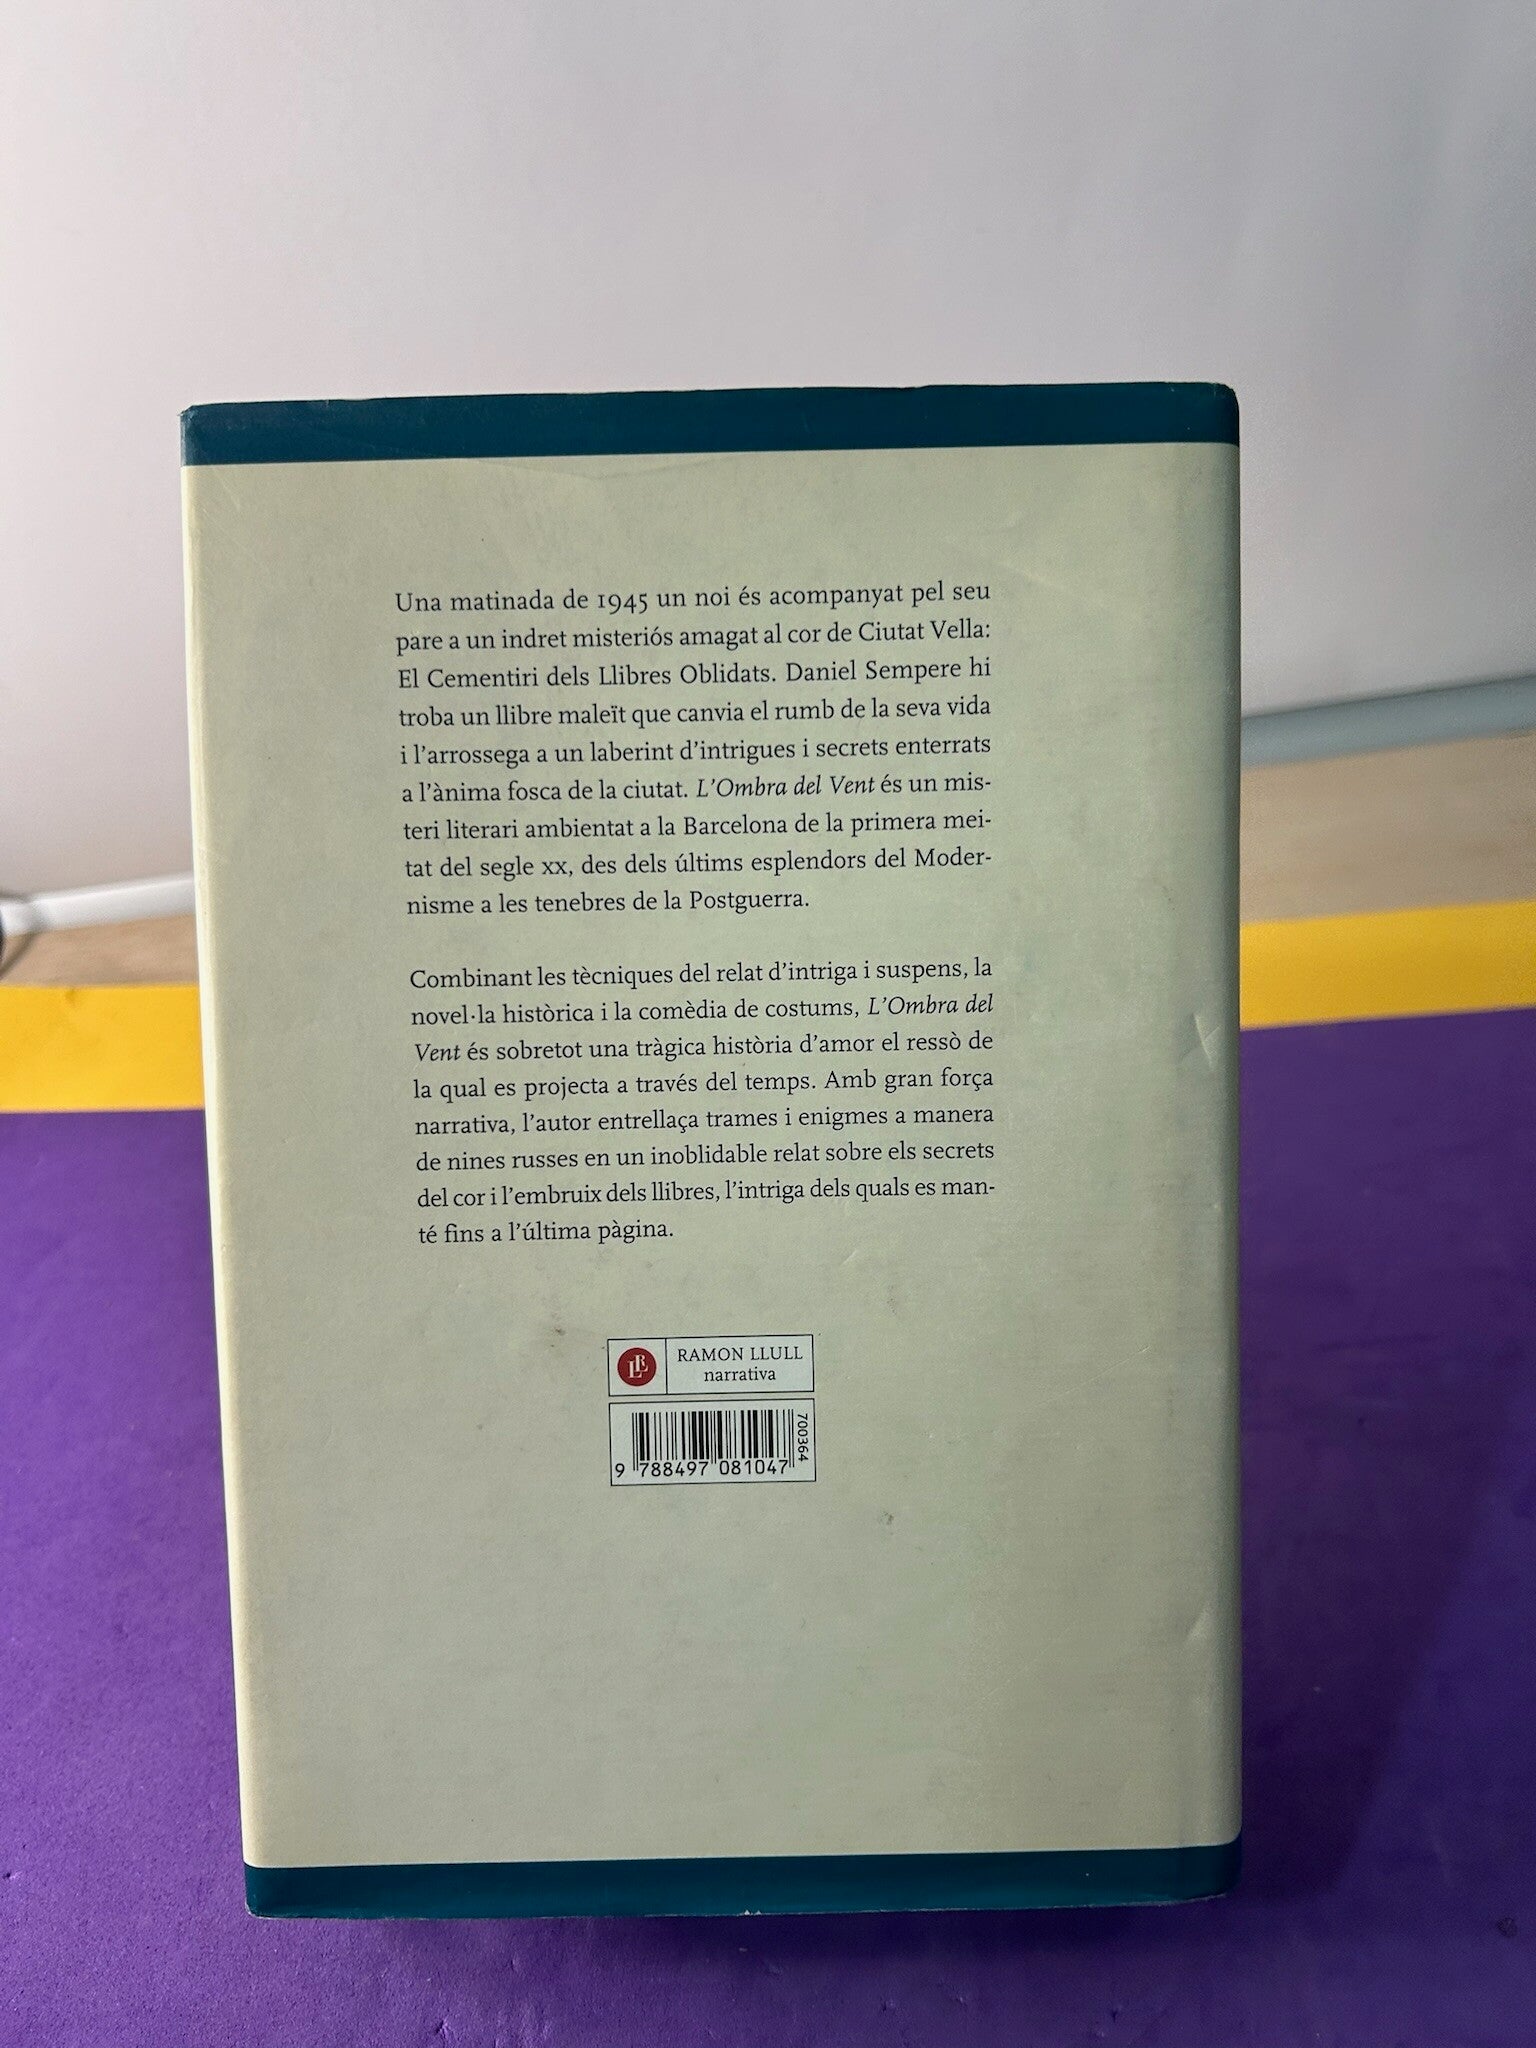 Una matinada de 1945 un noi és acompanyat pel seu
pare a un indret misteriós amagat al cor de Ciutat Vella:
El Cementiri dels Llibres Oblidats. Daniel Sempere hi
troba un llibre maleït que canvia el rumb de la seva vida
i l’arrossega a un laberint d’intrigues i secrets enterrats
a l’ànima fosca de la ciutat. L’Ombra del Vent és un mis-
teri literari ambientat a la Barcelona de la primera mei-
tat del segle xx, des dels últims esplendors del Moder-
nisme a les tenebres de la Postguerra.
Combinant les tècniques del relat d’intriga i suspens, la
novel·la històrica i la comèdia de costums, L’Ombra del
Vent és sobretot una tràgica història d’amor el ressò de
la qual es projecta a través del temps. Amb gran força
narrativa, l’autor entrellaça trames i enigmes a manera
de nines russes en un inoblidable relat sobre els secrets
del cor i l’embruix dels llibres, l’intriga dels quals es man-
té fins a l’última pàgina.
LR
RAMON LLULL
narrativa
700364
9 788497 081047